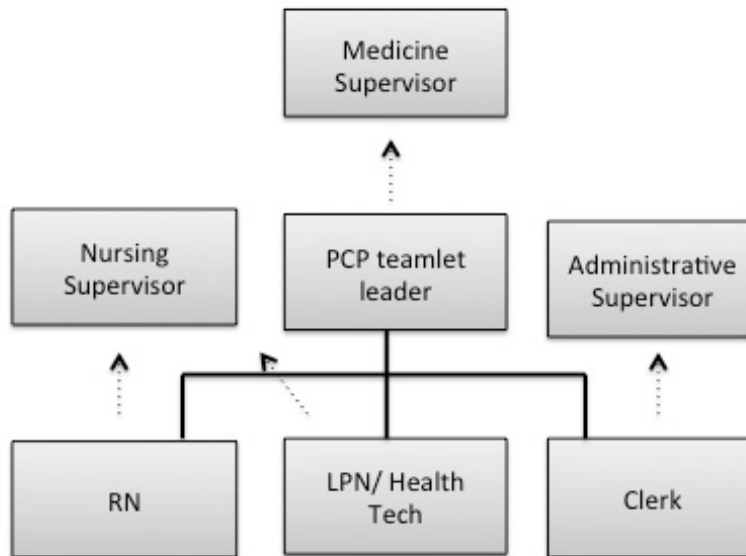 Medicine
Supervisor
Nursing
Supervisor
PCP teamlet
leader
Administrative
Supervisor
RN
LPN/ Health
Tech
Clerk